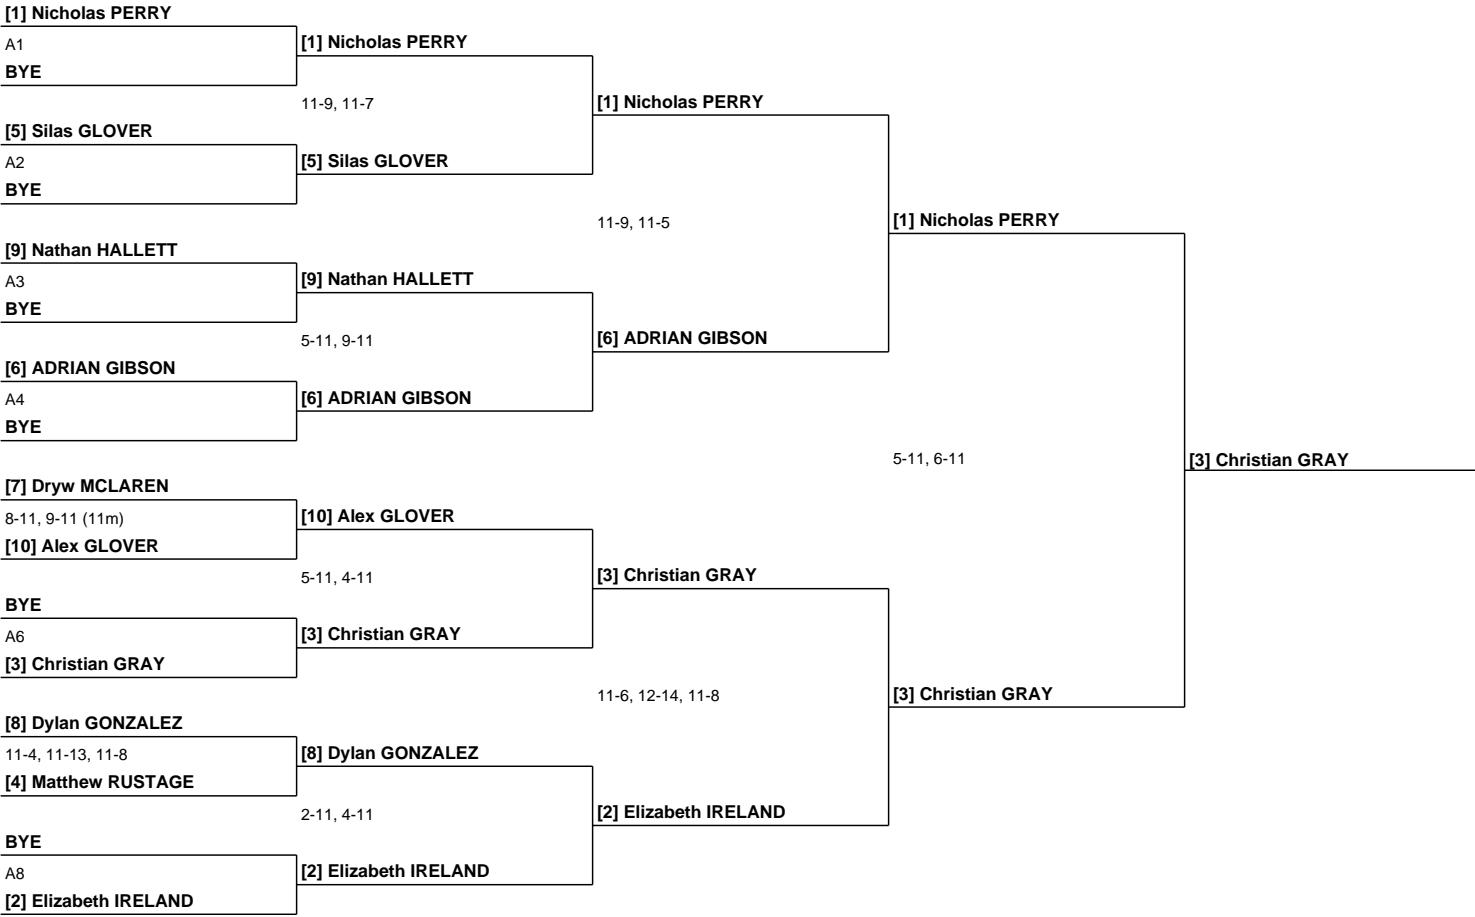 [1] Nicholas PERRY
A1
BYE
[5] Silas GLOVER
A2
BYE
[9] Nathan HALLETT
A3
BYE
[6] ADRIAN GIBSON
A4
BYE
[7] Dryw MCLAREN
8-11, 9-11 (11m)
[10] Alex GLOVER
BYE
A6
[3] Christian GRAY
[8] Dylan GONZALEZ
11-4, 11-13, 11-8
[4] Matthew RUSTAGE
BYE
A8
[2] Elizabeth IRELAND
[1] Nicholas PERRY
11-9, 11-7
[5] Silas GLOVER
[9] Nathan HALLETT
5-11, 9-11
[6] ADRIAN GIBSON
[10] Alex GLOVER
5-11, 4-11
[3] Christian GRAY
[8] Dylan GONZALEZ
2-11, 4-11
[2] Elizabeth IRELAND
[1] Nicholas PERRY
11-9, 11-5
[6] ADRIAN GIBSON
[3] Christian GRAY
11-6, 12-14, 11-8
[2] Elizabeth IRELAND
[1] Nicholas PERRY
5-11, 6-11
[3] Christian GRAY
[3] Christian GRAY